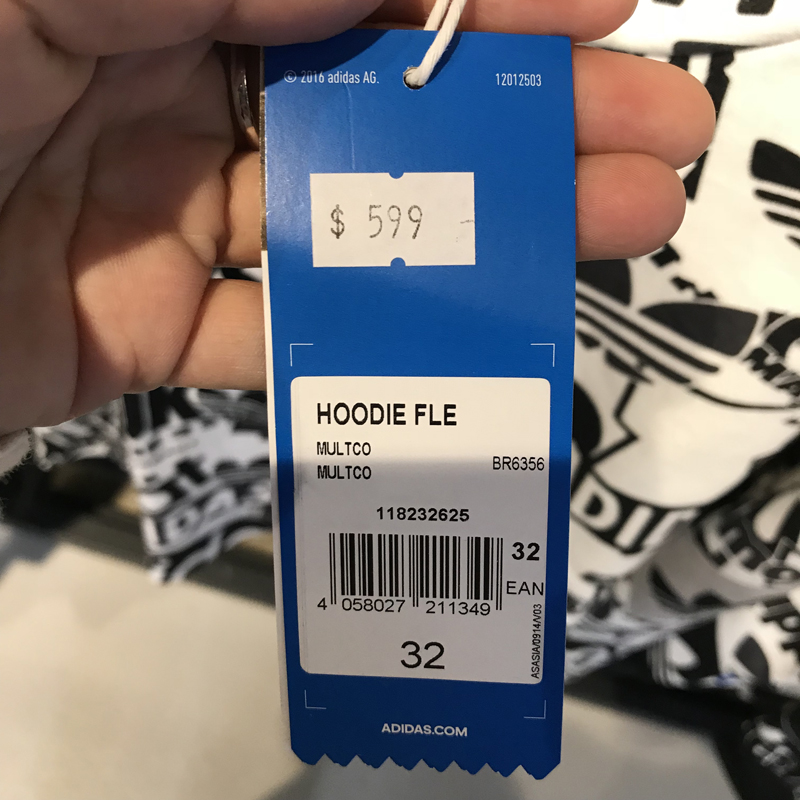 © 2016 adidas AG.
12012503
$ 599 -
HOODIE FLE
MULTCO
MULTCO
BR6356
118232625
32
EAN
4 058027 211349
32
ASASIA/0914/V03
ADIDAS.COM